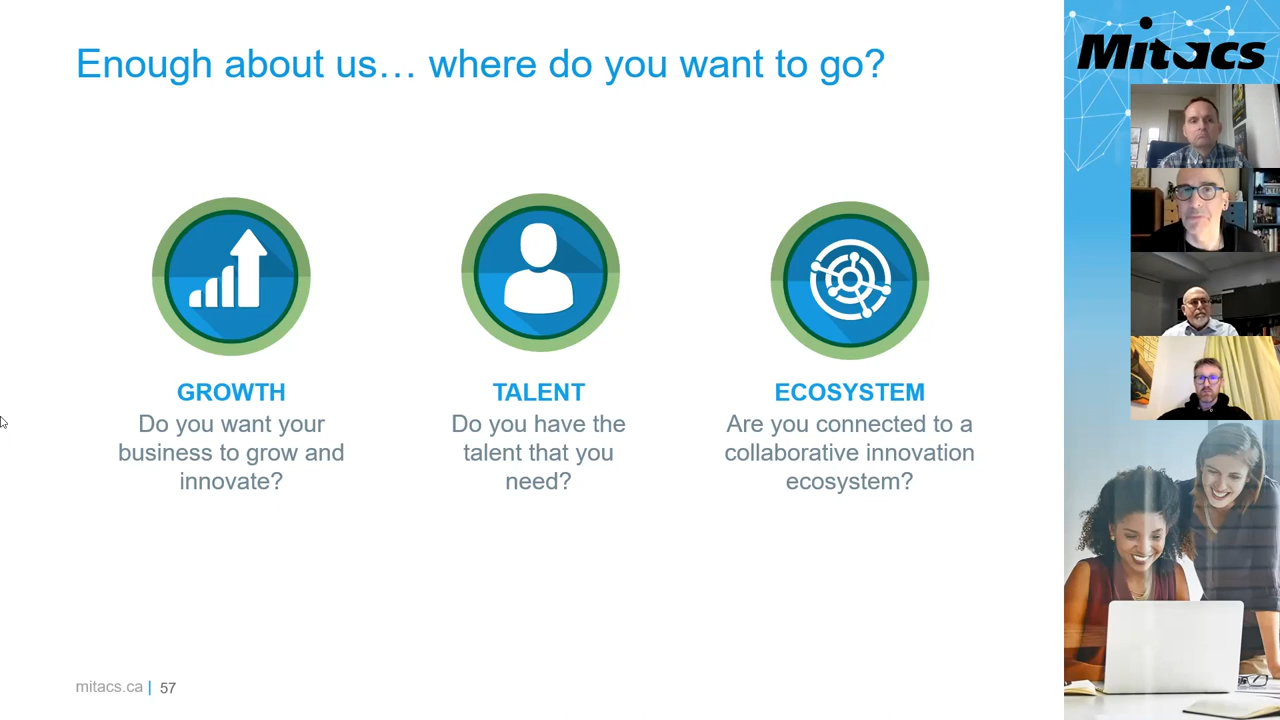 Enough about us… where do you want to go?
Mitacs
GROWTH
Do you want your
business to grow and
innovate?
TALENT
Do you have the
talent that you
need?
ECOSYSTEM
Are you connected to a
collaborative innovation
ecosystem?
mitacs.ca | 57